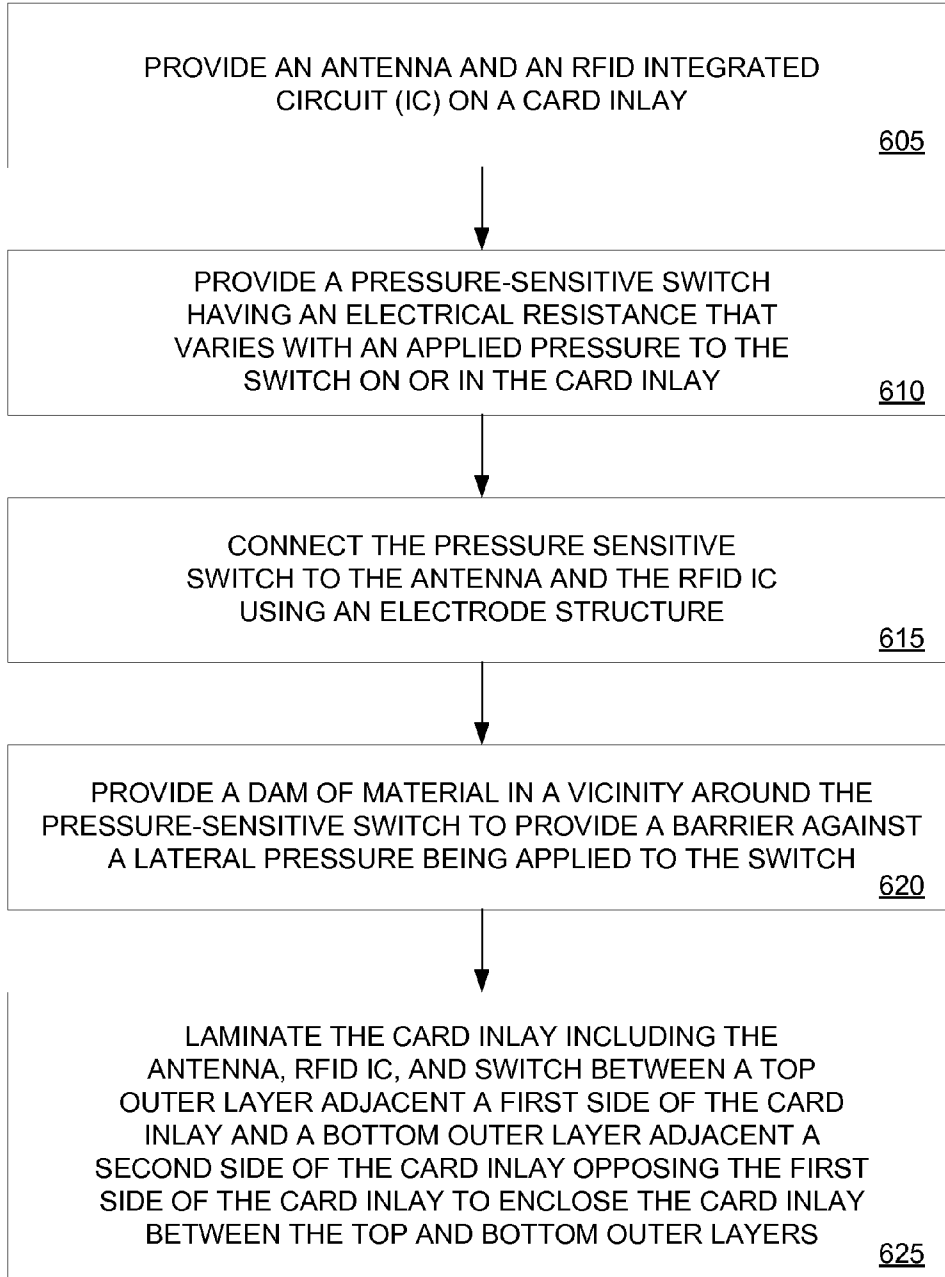 PROVIDE AN ANTENNA AND AN RFID INTEGRATED
CIRCUIT (IC) ON A CARD INLAY
605
PROVIDE A PRESSURE-SENSITIVE SWITCH
HAVING AN ELECTRICAL RESISTANCE THAT
VARIES WITH AN APPLIED PRESSURE TO THE
SWITCH ON OR IN THE CARD INLAY
610
CONNECT THE PRESSURE SENSITIVE
SWITCH TO THE ANTENNA AND THE RFID IC
USING AN ELECTRODE STRUCTURE
615
PROVIDE A DAM OF MATERIAL IN A VICINITY AROUND THE
PRESSURE-SENSITIVE SWITCH TO PROVIDE A BARRIER AGAINST
A LATERAL PRESSURE BEING APPLIED TO THE SWITCH
620
LAMINATE THE CARD INLAY INCLUDING THE
ANTENNA, RFID IC, AND SWITCH BETWEEN A TOP
OUTER LAYER ADJACENT A FIRST SIDE OF THE CARD
INLAY AND A BOTTOM OUTER LAYER ADJACENT A
SECOND SIDE OF THE CARD INLAY OPPOSING THE FIRST
SIDE OF THE CARD INLAY TO ENCLOSE THE CARD INLAY
BETWEEN THE TOP AND BOTTOM OUTER LAYERS
625